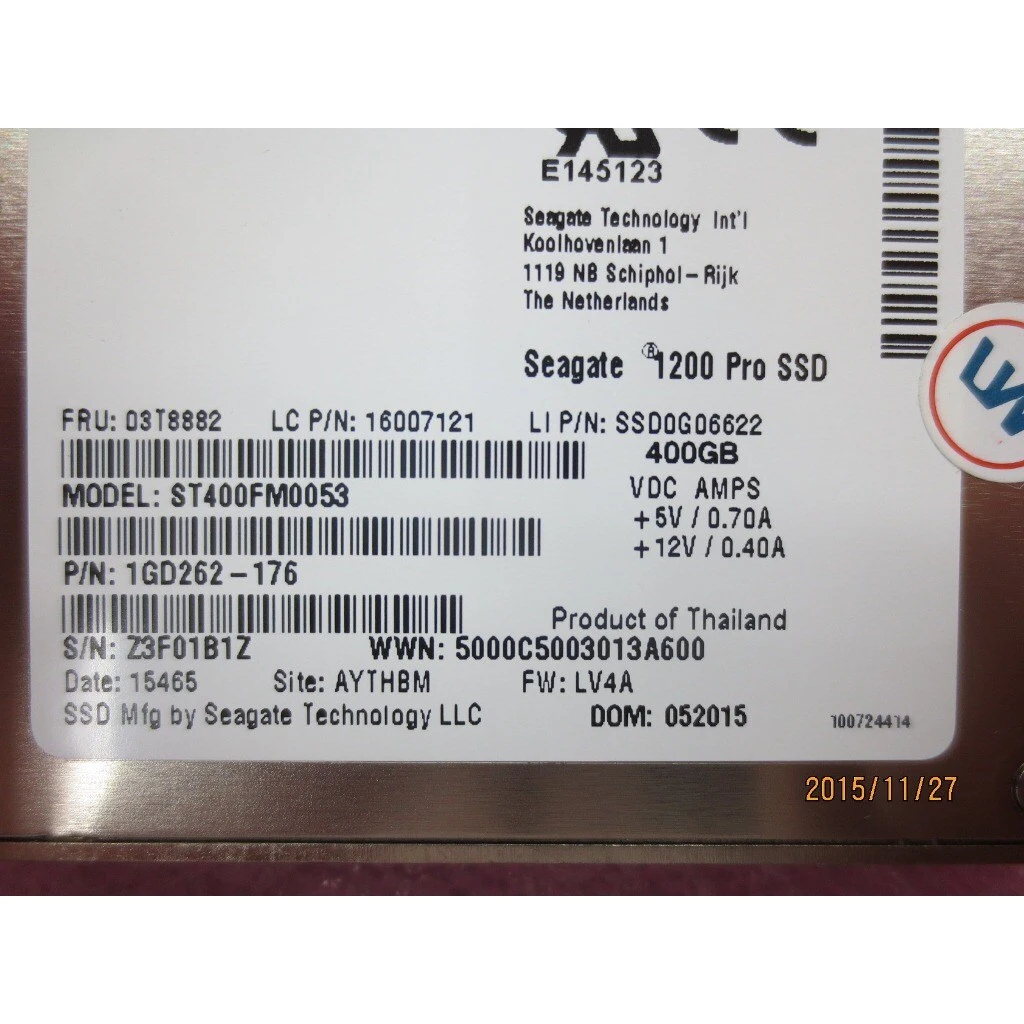 E145123
Seagate Technology Int'l
Koolhovenlaan 1
1119 NB Schiphol-Rijk
The Netherlands
Seagate ® 1200 Pro SSD
FRU: 03T8882 LC P/N: 16007121 LI P/N: SSD0G06622
400GB
MODEL: ST400FM0053
VDC AMPS
+5V / 0.70A
+12V / 0.40A
P/N: 1GD262-176
Product of Thailand
S/N: Z3F01B1Z WWN: 5000C5003013A600
Date: 15465 Site: AYTHBM FW: LV4A
SSD Mfg by Seagate Technology LLC DOM: 052015 100724414
2015/11/27